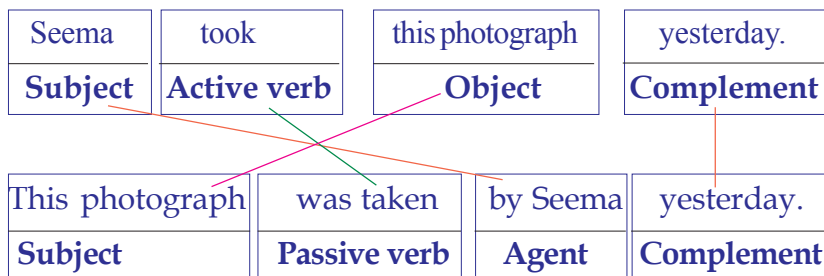 Seema took this photograph yesterday.
Subject Active verb Object Complement
This photograph was taken by Seema yesterday.
Subject Passive verb Agent Complement